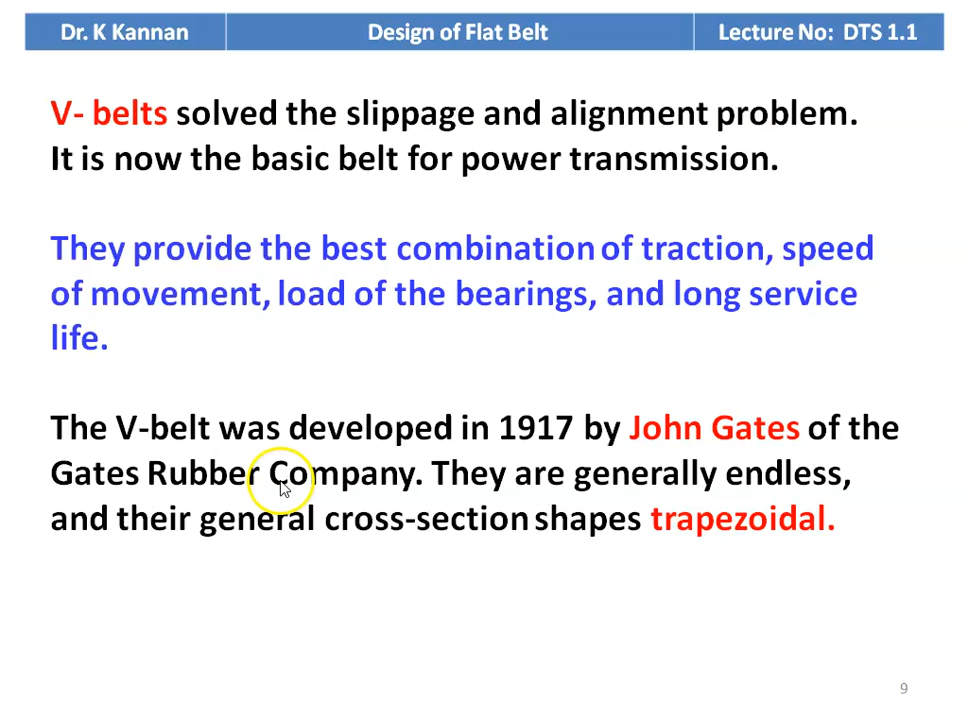 Dr. K Kannan
Design of Flat Belt
Lecture No: DTS 1.1
V- belts solved the slippage and alignment problem.
It is now the basic belt for power transmission.
They provide the best combination of traction, speed
of movement, load of the bearings, and long service
life.
The V-belt was developed in 1917 by John Gates of the
Gates Rubber Company. They are generally endless,
and their general cross-section shapes trapezoidal.
9